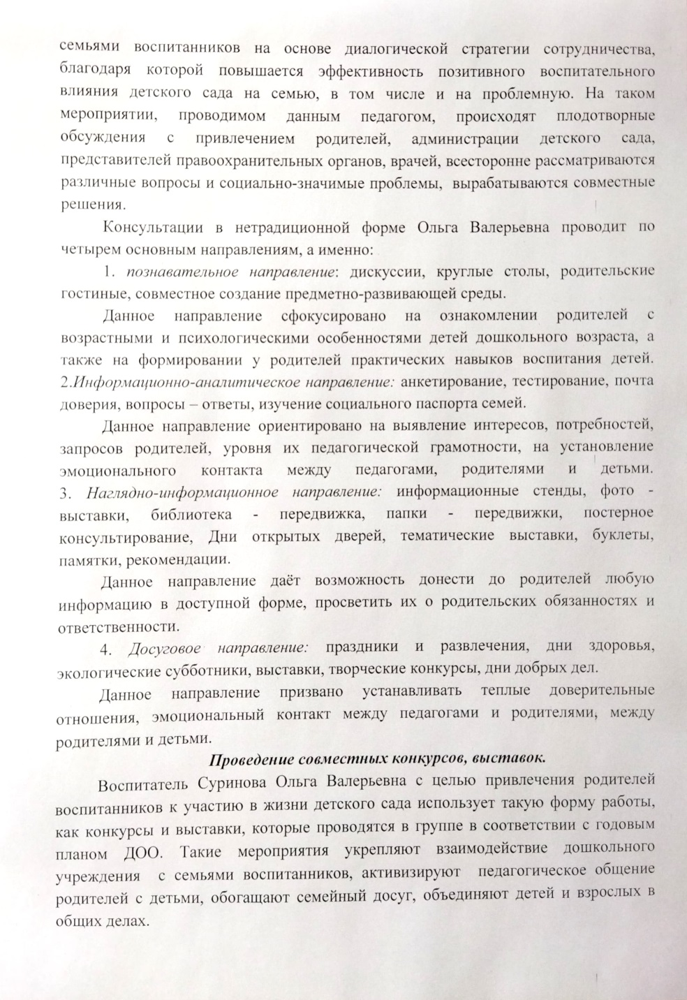 семьями воспитанников на основе диалогической стратегии сотрудничества,
благодаря которой повышается эффективность позитивного воспитательного
влияния детского сада на семью, в том числе и на проблемную. На таком
мероприятии, проводимом данным педагогом, происходят плодотворные
обсуждения с привлечением родителей, администрации детского сада,
представителей правоохранительных органов, врачей, всесторонне рассматриваются
различные вопросы и социально-значимые проблемы, вырабатываются совместные
решения.
Консультации в нетрадиционной форме Ольга Валерьевна проводит по
четырем основным направлениям, а именно:
1. познавательное направление: дискуссии, круглые столы, родительские
гостиные, совместное создание предметно-развивающей среды.
Данное направление сфокусировано на ознакомлении родителей с
возрастными и психологическими особенностями детей дошкольного возраста, а
также на формировании у родителей практических навыков воспитания детей.
2.Информационно-аналитическое направление: анкетирование, тестирование, почта
доверия, вопросы – ответы, изучение социального паспорта семей.
Данное направление ориентировано на выявление интересов, потребностей,
запросов родителей, уровня их педагогической грамотности, на установление
эмоционального контакта между педагогами, родителями и детьми.
3. Наглядно-информационное направление: информационные стенды, фото -
выставки, библиотека - передвижка, папки - передвижки, постерное
консультирование, Дни открытых дверей, тематические выставки, буклеты,
памятки, рекомендации.
Данное направление даёт возможность донести до родителей любую
информацию в доступной форме, просветить их о родительских обязанностях и
ответственности.
4. Досуговое направление: праздники и развлечения, дни здоровья,
экологические субботники, выставки, творческие конкурсы, дни добрых дел.
Данное направление призвано устанавливать теплые доверительные
отношения, эмоциональный контакт между педагогами и родителями, между
родителями и детьми.
Проведение совместных конкурсов, выставок.
Воспитатель Суринова Ольга Валерьевна с целью привлечения родителей
воспитанников к участию в жизни детского сада использует такую форму работы,
как конкурсы и выставки, которые проводятся в группе в соответствии с годовым
планом ДОО. Такие мероприятия укрепляют взаимодействие дошкольного
учреждения с семьями воспитанников, активизируют педагогическое общение
родителей с детьми, обогащают семейный досуг, объединяют детей и взрослых в
общих делах.